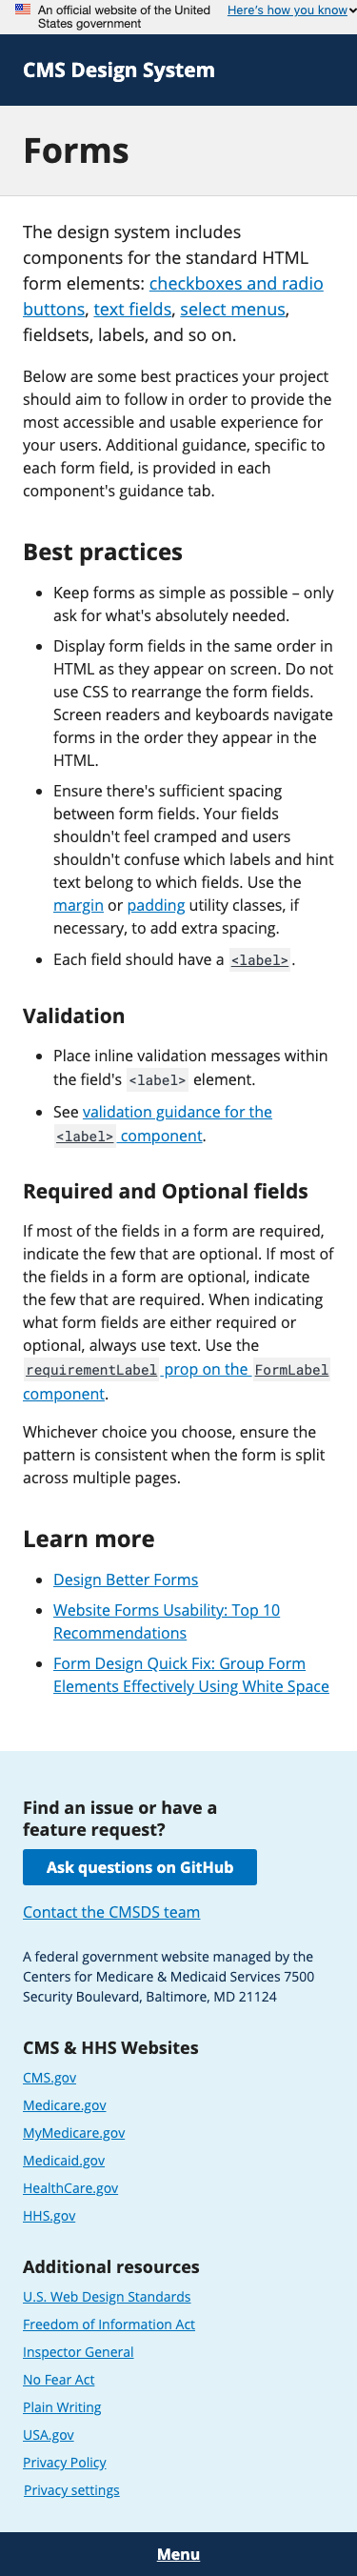 An official website of the United
States government
Here's how you know
CMS Design System
Forms
The design system includes
components for the standard HTML
form elements: checkboxes and radio
buttons, text fields, select menus,
fieldsets, labels, and so on.
Below are some best practices your project
should aim to follow in order to provide the
most accessible and usable experience for
your users. Additional guidance, specific to
each form field, is provided in each
component's guidance tab.
Best practices
Keep forms as simple as possible – only
ask for what's absolutely needed.
Display form fields in the same order in
HTML as they appear on screen. Do not
use CSS to rearrange the form fields.
Screen readers and keyboards navigate
forms in the order they appear in the
HTML.
Ensure there's sufficient spacing
between form fields. Your fields
shouldn't feel cramped and users
shouldn't confuse which labels and hint
text belong to which fields. Use the
margin or padding utility classes, if
necessary, to add extra spacing.
Each field should have a <label>.
Validation
Place inline validation messages within
the field's <label> element.
See validation guidance for the
<label> component.
Required and Optional fields
If most of the fields in a form are required,
indicate the few that are optional. If most of
the fields in a form are optional, indicate
the few that are required. When indicating
what form fields are either required or
optional, always use text. Use the
requirementLabel prop on the FormLabel
component.
Whichever choice you choose, ensure the
pattern is consistent when the form is split
across multiple pages.
Learn more
Design Better Forms
Website Forms Usability: Top 10
Recommendations
Form Design Quick Fix: Group Form
Elements Effectively Using White Space
Find an issue or have a
feature request?
Ask questions on GitHub
Contact the CMSDS team
A federal government website managed by the
Centers for Medicare & Medicaid Services 7500
Security Boulevard, Baltimore, MD 21124
CMS & HHS Websites
CMS.gov
Medicare.gov
MyMedicare.gov
Medicaid.gov
HealthCare.gov
HHS.gov
Additional resources
U.S. Web Design Standards
Freedom of Information Act
Inspector General
No Fear Act
Plain Writing
USA.gov
Privacy Policy
Privacy settings
Menu